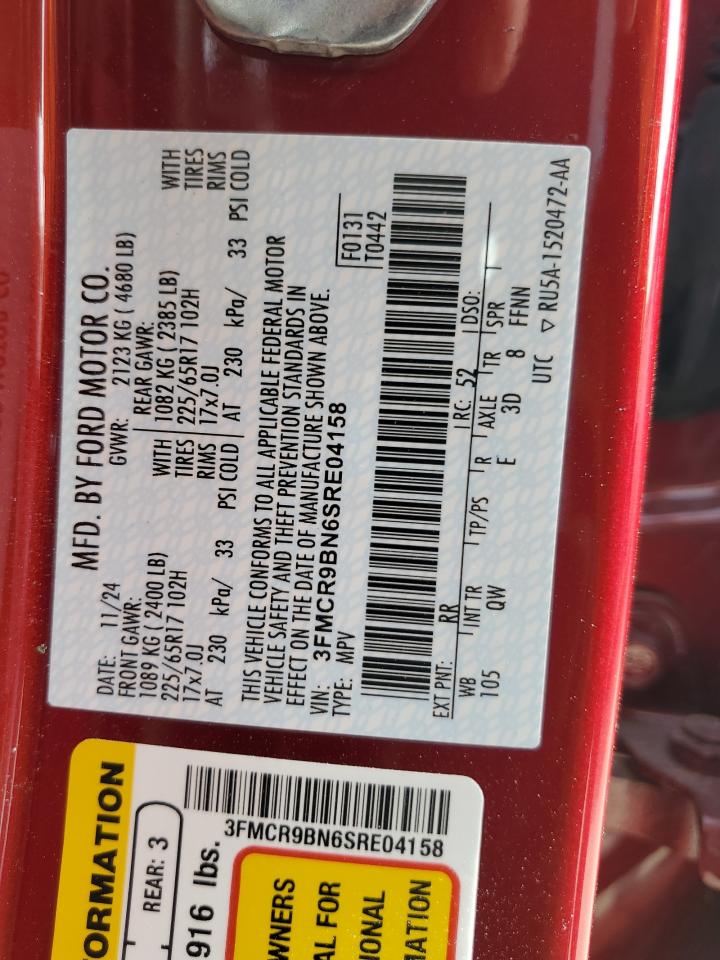 MFD. BY FORD MOTOR CO.
DATE: 11/24 GVWR: 2123 KG ( 4680 LB)
FRONT GAWR: REAR GAWR:
1089 KG ( 2400 LB) WITH 1082 KG ( 2385 LB) WITH
225/65R17 102H TIRES 225/65R17 102H TIRES
17x7.0J RIMS 17x7.0J RIMS
AT 230 kPa/ 33 PSI COLD AT 230 kPa/ 33 PSI COLD
THIS VEHICLE CONFORMS TO ALL APPLICABLE FEDERAL MOTOR
VEHICLE SAFETY AND THEFT PREVENTION STANDARDS IN
EFFECT ON THE DATE OF MANUFACTURE SHOWN ABOVE.
VIN: 3FMCR9BN6SRE04158
TYPE: MPV
F0131
T0442
EXT PNT: RR RC: 52 DSO:
WB INT TR TP/PS R AXLE TR SPR
105 QW E 3D 8 FFNN
UTC ▽ RU5A-1520472-AA
ORMATION
REAR: 3
916 lbs.
3FMCR9BN6SRE04158
WNERS
AL FOR
IONAL
MATION